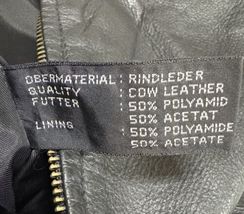 OBERMATERIAL : RINDLEDER
QUALITY : COW LEATHER
FUTTER : 50% POLYAMID
50% ACETAT
LINING : 50% POLYAMIDE
50% ACETATE